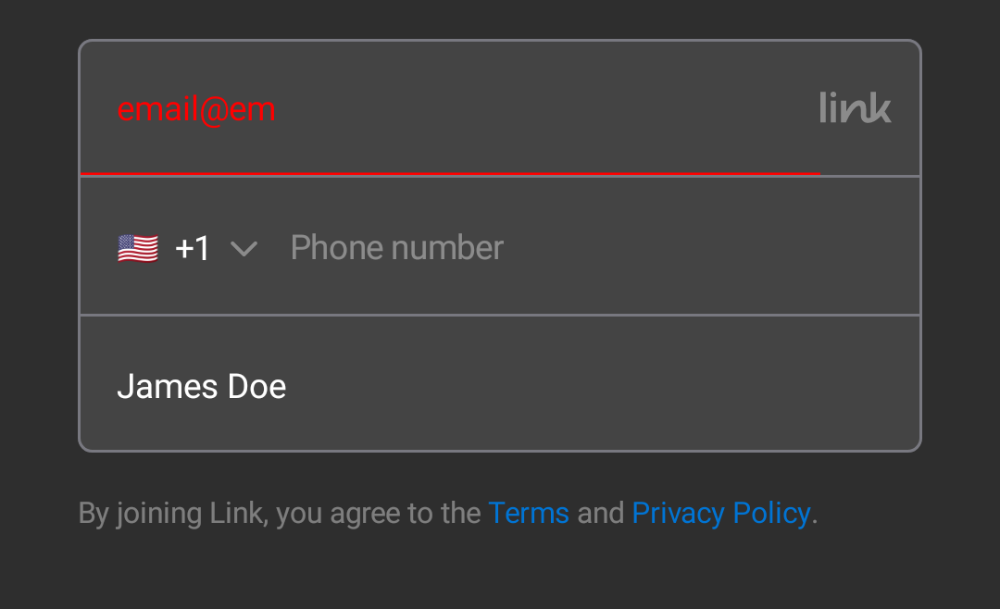 email@em
link
+1 Phone number
James Doe
By joining Link, you agree to the Terms and Privacy Policy.